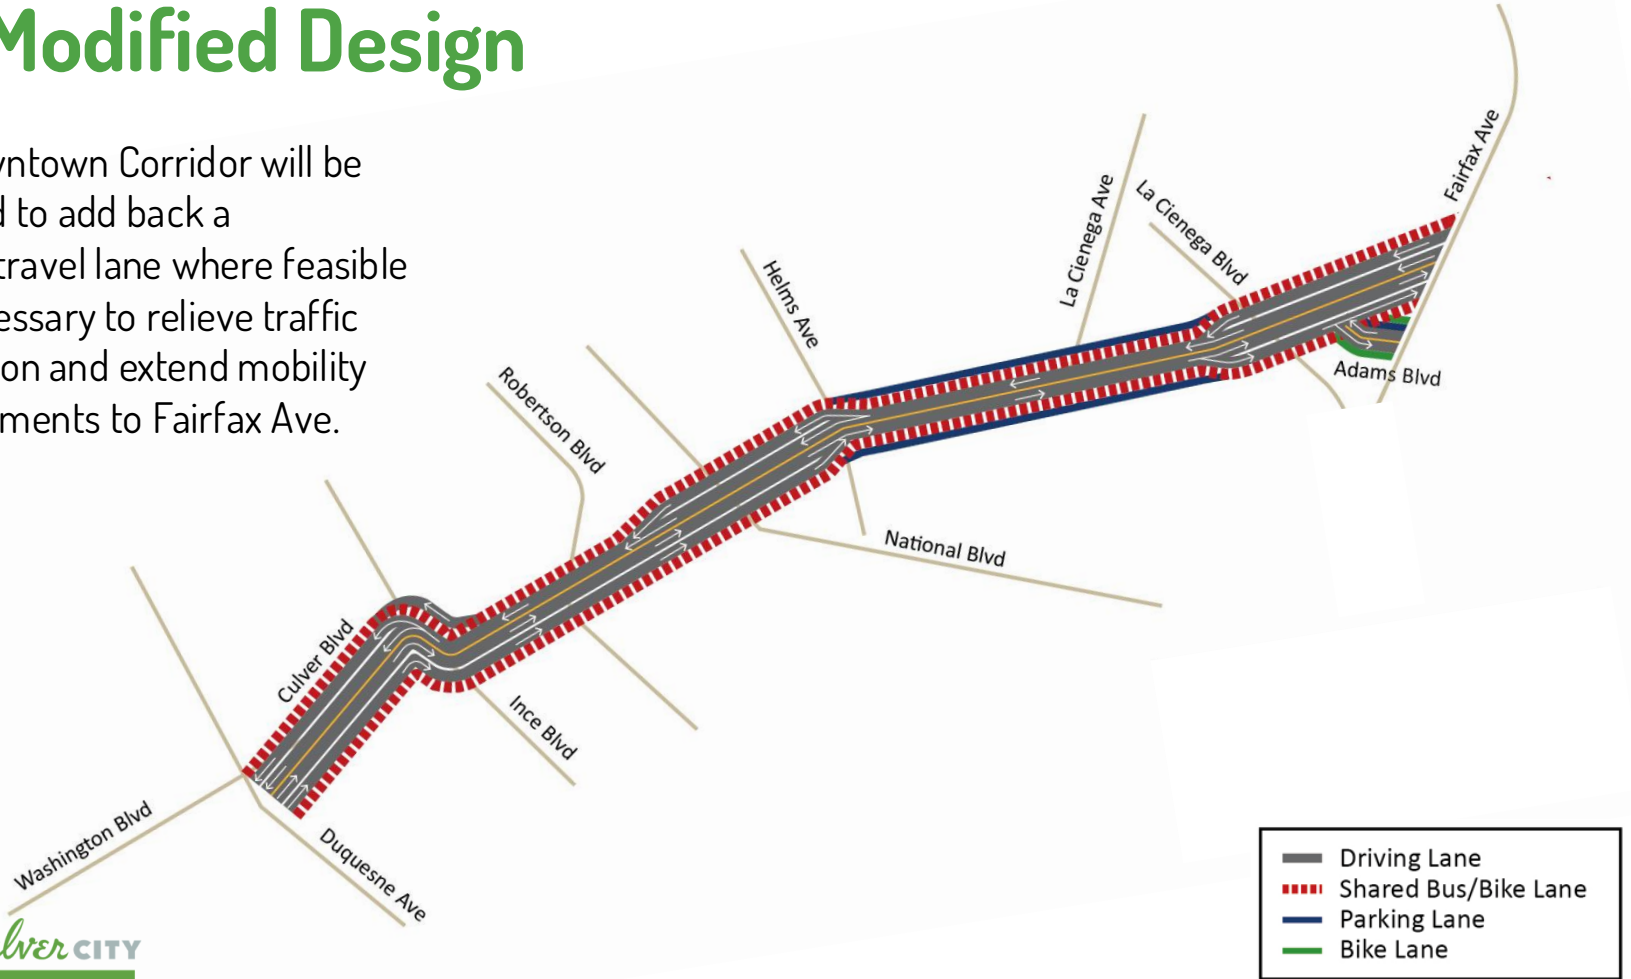 Modified Design
wntown Corridor will be
d to add back a
travel lane where feasible
essary to relieve traffic
ion and extend mobility
ments to Fairfax Ave.
Fairfax Ave
La Cienega Ave
La Cienega Blvd
Helms Ave
Adams Blvd
Robertson Blvd
National Blvd
Culver Blvd
Ince Blvd
Washington Blvd
Duquesne Ave
Driving Lane
Shared Bus/Bike Lane
Parking Lane
Bike Lane
lver CITY